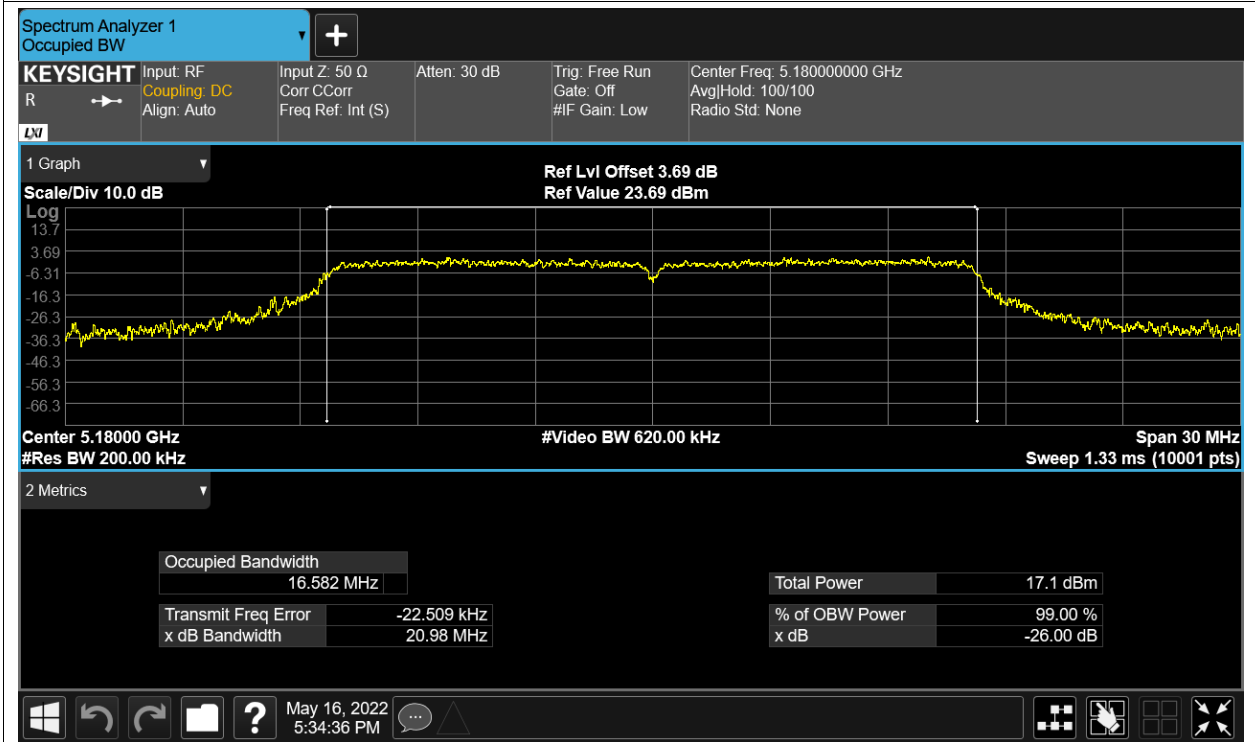 Spectrum Analyzer 1
Occupied BW
KEYSIGHT
R
LXI
Input: RF
Coupling: DC
Align: Auto
Input Z: 50 Ω
Corr CCorr
Freq Ref: Int (S)
Atten: 30 dB
Trig: Free Run
Gate: Off
#IF Gain: Low
Center Freq: 5.180000000 GHz
Avg|Hold: 100/100
Radio Std: None
1 Graph
Scale/Div 10.0 dB
Ref Lvl Offset 3.69 dB
Ref Value 23.69 dBm
Log
13.7
3.69
-6.31
-16.3
-26.3
-36.3
-46.3
-56.3
-66.3
Center 5.18000 GHz
#Video BW 620.00 kHz
Span 30 MHz
#Res BW 200.00 kHz
Sweep 1.33 ms (10001 pts)
2 Metrics
Occupied Bandwidth
16.582 MHz
Transmit Freq Error -22.509 kHz
x dB Bandwidth 20.98 MHz
Total Power 17.1 dBm
% of OBW Power 99.00 %
x dB -26.00 dB
?
May 16, 2022
5:34:36 PM